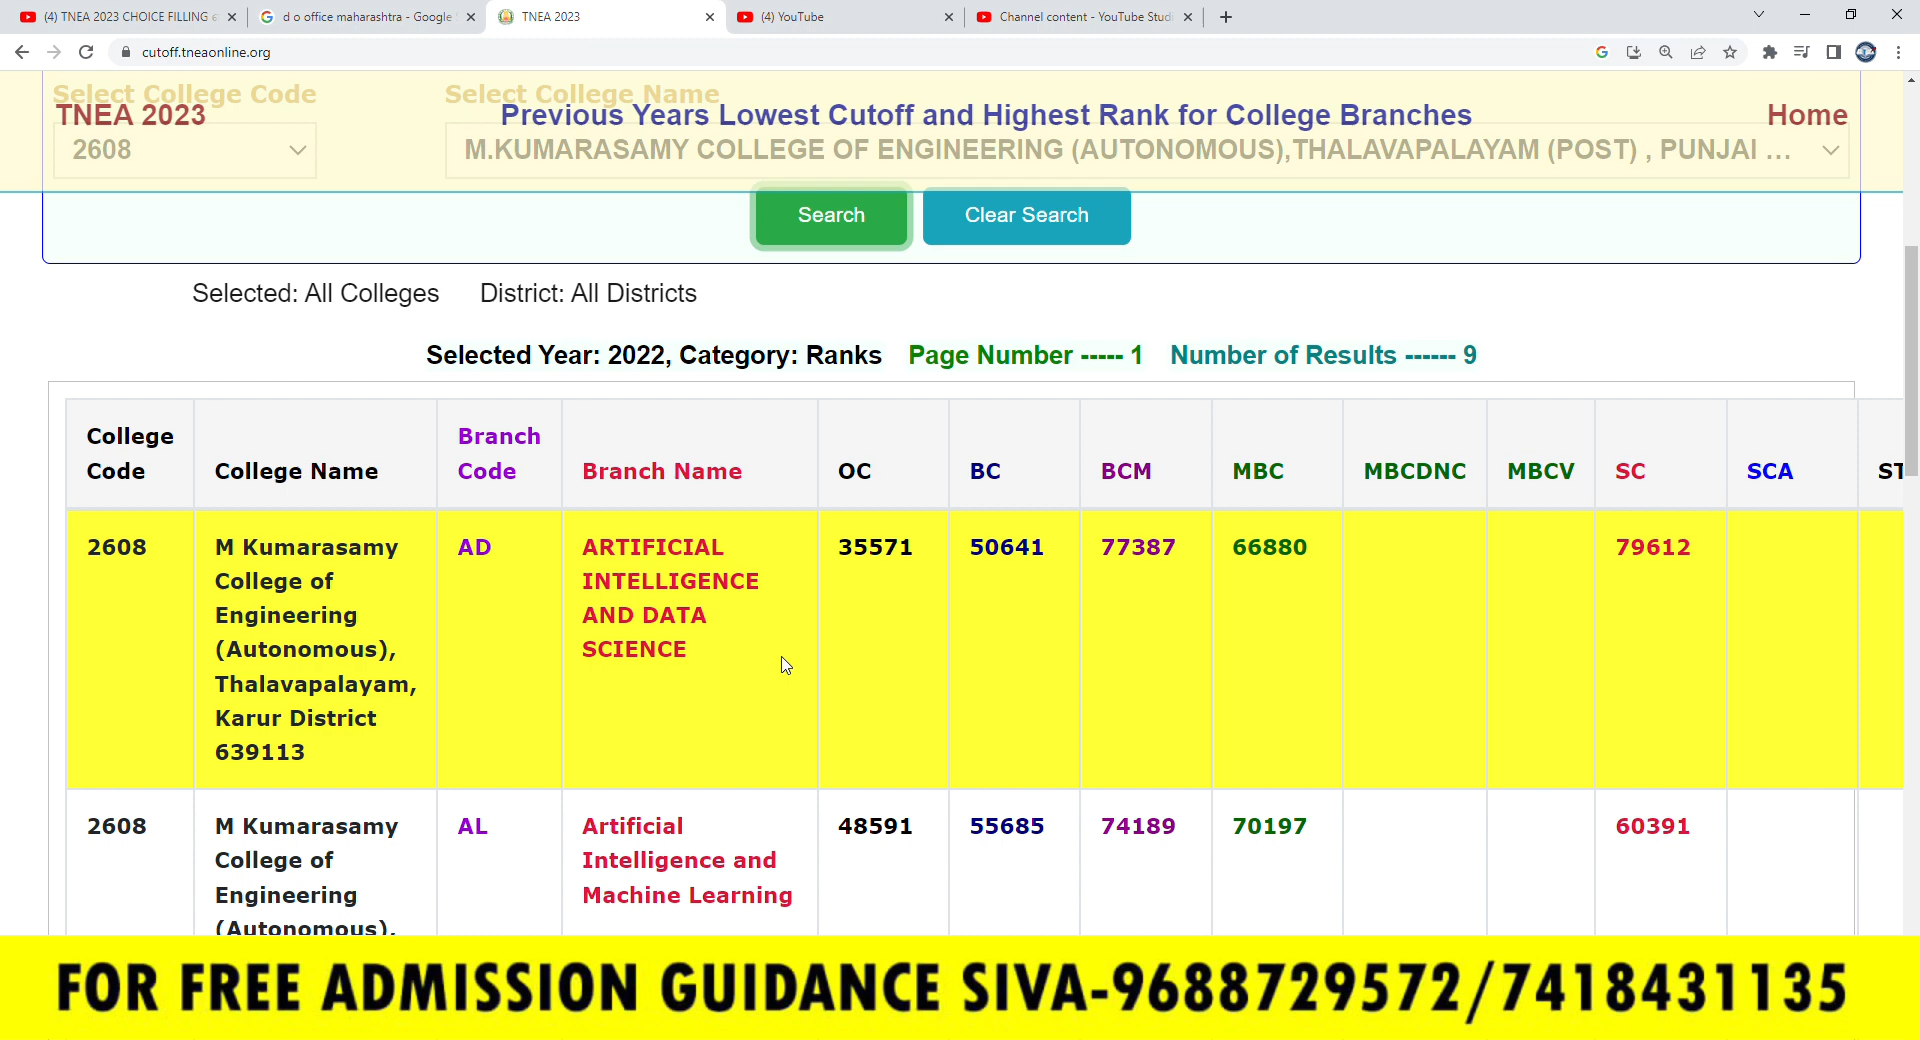 (4) TNEA 2023 CHOICE FILLING
d o office maharashtra - Google
TNEA 2023
(4) YouTube
Channel content - YouTube Studi
cutoff.tneaonline.org
Select College Code
Select College Name
TNEA 2023
Previous Years Lowest Cutoff and Highest Rank for College Branches
Home
2608
M.KUMARASAMY COLLEGE OF ENGINEERING (AUTONOMOUS),THALAVAPALAYAM (POST) , PUNJAI ...
Search
Clear Search
Selected: All Colleges District: All Districts
Selected Year: 2022, Category: Ranks Page Number ----- 1 Number of Results ------ 9
College Code
College Name
Branch Code
Branch Name
OC
BC
BCM
MBC
MBCDNC
MBCV
SC
SCA
ST
2608
M Kumarasamy
College of
Engineering
(Autonomous),
Thalavapalayam,
Karur District
639113
AD
ARTIFICIAL
INTELLIGENCE
AND DATA
SCIENCE
35571
50641
77387
66880
79612
2608
M Kumarasamy
College of
Engineering
(Autonomous),
AL
Artificial
Intelligence and
Machine Learning
48591
55685
74189
70197
60391
FOR FREE ADMISSION GUIDANCE SIVA-9688729572/7418431135